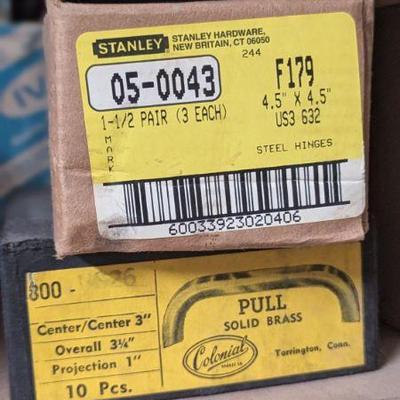 STANLEY
STANLEY HARDWARE,
NEW BRITAIN, CT 06050
244
05-0043
F179
4.5" X 4.5"
1-1/2 PAIR (3 EACH)
US3 632
MARK
STEEL HINGES
60033923020406
800 -
PULL
SOLID BRASS
Center/Center 3"
Overall 3¼"
Projection 1"
10 Pcs.
Colonial
Torrington, Conn.